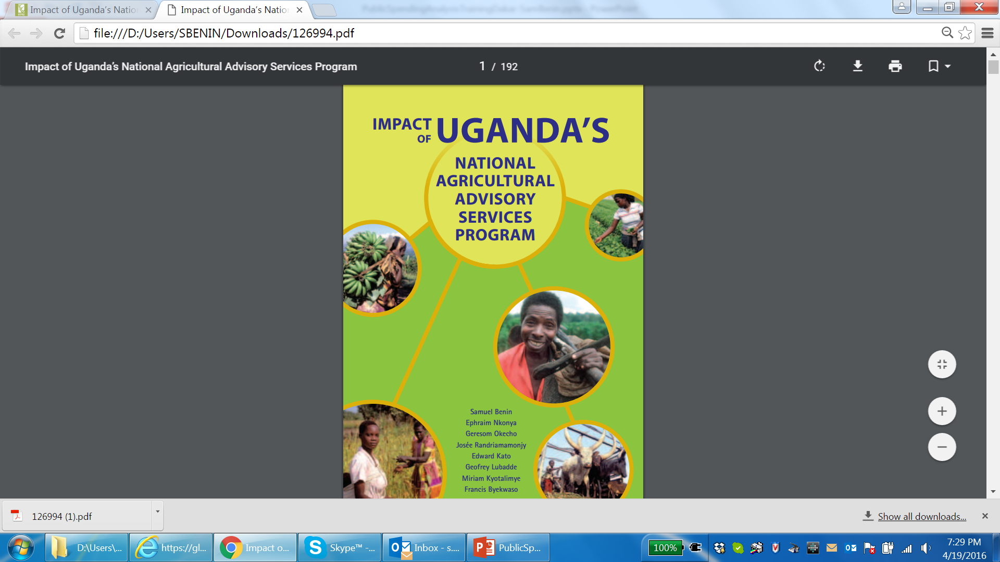 Impact of Uganda's Natio
Impact of Uganda's Natio
file:///D:/Users/SBENIN/Downloads/126994.pdf
Impact of Uganda's National Agricultural Advisory Services Program
1 / 192
IMPACT
OF UGANDA'S
NATIONAL
AGRICULTURAL
ADVISORY
SERVICES
PROGRAM
Samuel Benin
Ephraim Nkonya
Geresom Okecho
Josée Randriamamonjy
Edward Kato
Geofrey Lubadde
Miriam Kyotalimye
Francis Byekwaso
126994 (1).pdf
Show all downloads...
D:\Users\...
https://gl...
Impact o...
Skype™ -...
Inbox - s....
PublicSp...
100%
7:29 PM
4/19/2016